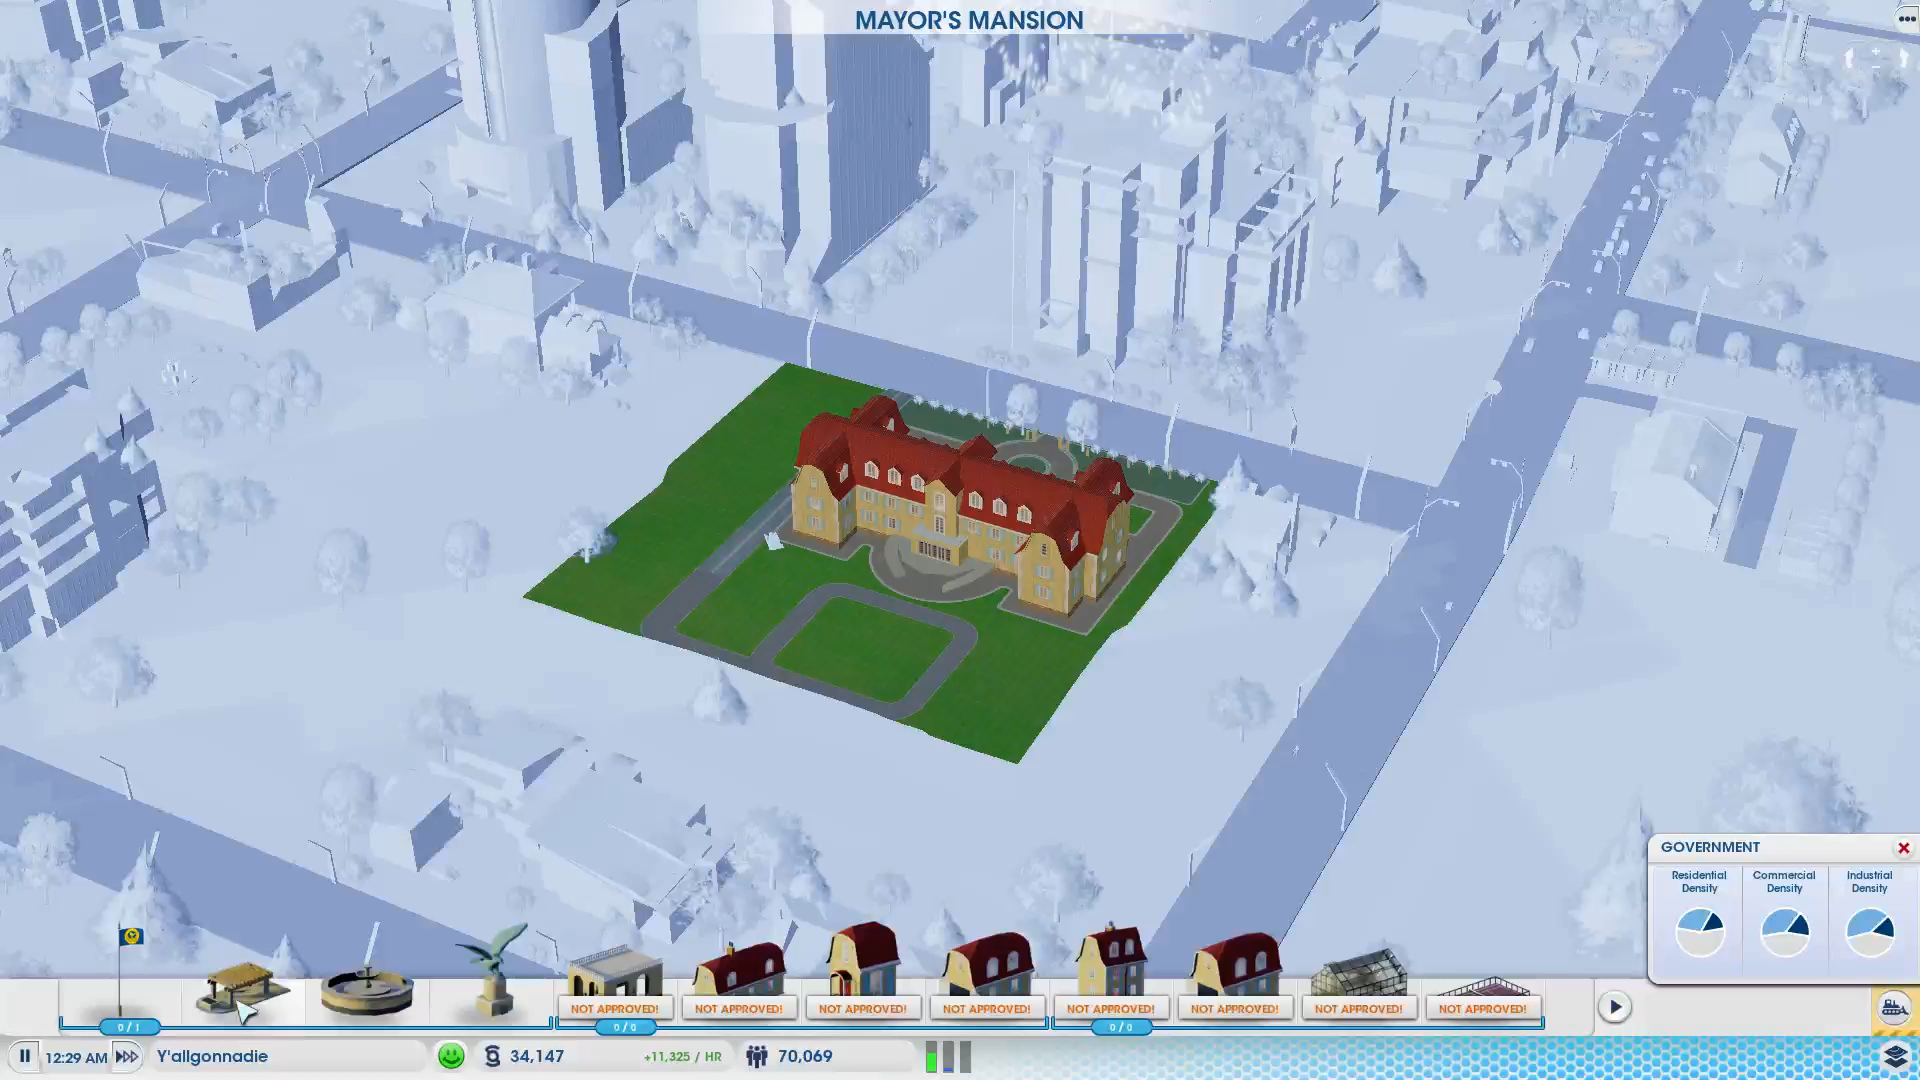 MAYOR'S MANSION
GOVERNMENT
Residential Density
Commercial Density
Industrial Density
NOT APPROVED!
NOT APPROVED!
NOT APPROVED!
NOT APPROVED!
NOT APPROVED!
NOT APPROVED!
NOT APPROVED!
NOT APPROVED!
0 / 1
0 / 0
0 / 0
12:29 AM
Y'allgonnadie
34,147
+11,325 / HR
70,069